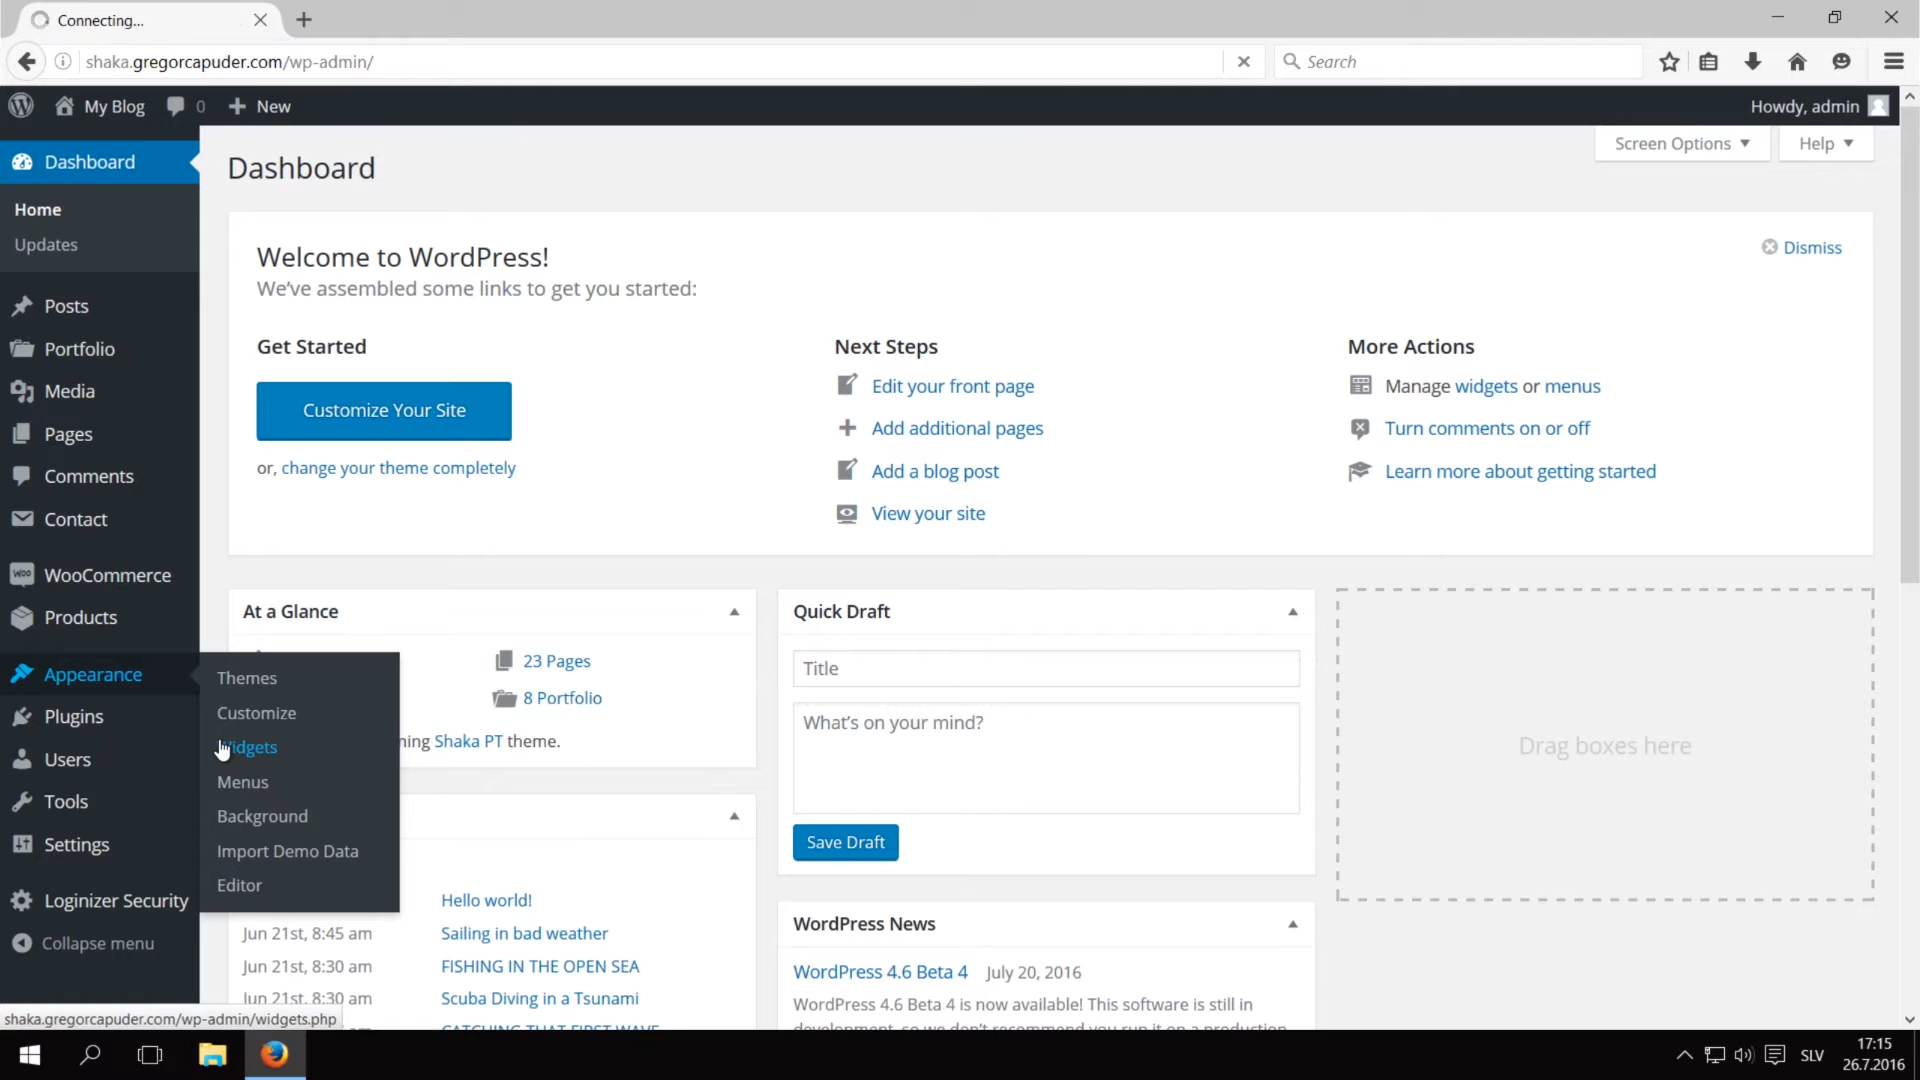 Connecting...
shaka.gregorcapuder.com/wp-admin/
Search
My Blog
0
New
Howdy, admin
Dashboard
Home
Updates
Posts
Portfolio
Media
Pages
Comments
Contact
WooCommerce
Products
Appearance
Plugins
Users
Tools
Settings
Loginizer Security
Collapse menu
Themes
Customize
Widgets
Menus
Background
Import Demo Data
Editor
Dashboard
Screen Options
Help
Welcome to WordPress!
We've assembled some links to get you started:
Dismiss
Get Started
Customize Your Site
or, change your theme completely
Next Steps
Edit your front page
Add additional pages
Add a blog post
View your site
More Actions
Manage widgets or menus
Turn comments on or off
Learn more about getting started
At a Glance
23 Pages
8 Portfolio
ning Shaka PT theme.
Hello world!
Jun 21st, 8:45 am Sailing in bad weather
Jun 21st, 8:30 am FISHING IN THE OPEN SEA
Jun 21st, 8:30 am Scuba Diving in a Tsunami
CATCHING THAT FIRST WAVE
Quick Draft
Title
What's on your mind?
Save Draft
WordPress News
WordPress 4.6 Beta 4 July 20, 2016
WordPress 4.6 Beta 4 is now available! This software is still in
development, so we don't recommend you run it on a production
Drag boxes here
shaka.gregorcapuder.com/wp-admin/widgets.php
SLV
17:15
26.7.2016